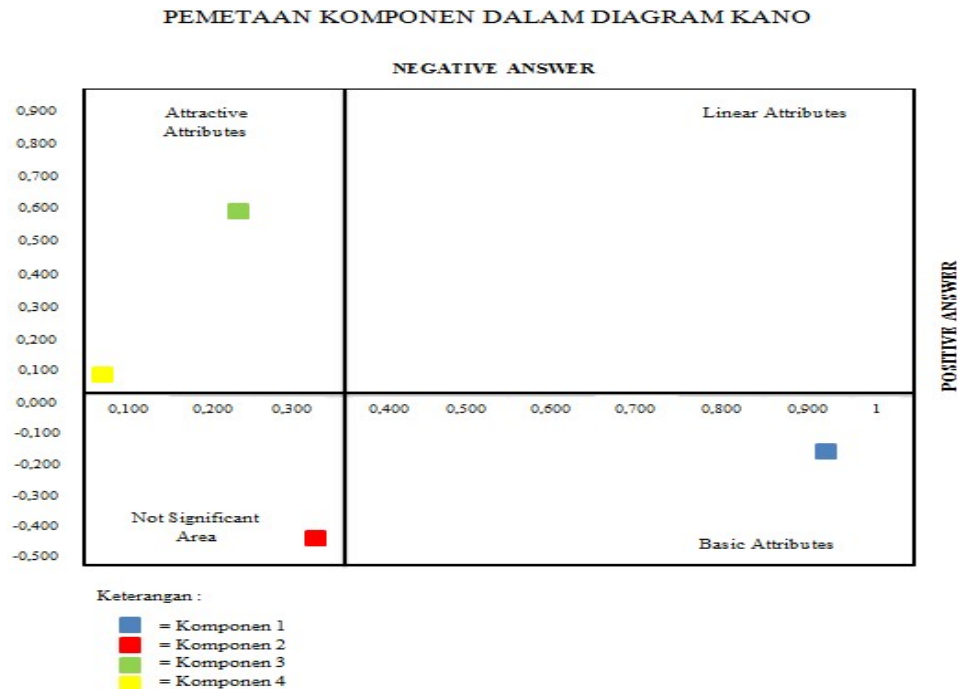 PEMETAAN KOMPONEN DALAM DIAGRAM KANO
NEGATIVE ANSWER
Attractive
Attributes
Linear Attributes
0,900
0,800
0,700
0,600
0,500
0,400
0,300
0,200
0,100
0,000
-0,100
-0,200
-0,300
-0,400
-0,500
POSITIVE ANSWER
0,100 0,200 0,300 0,400 0,500 0,600 0,700 0,800 0,900 1
Not Significant
Area
Basic Attributes
Keterangan :
= Komponen 1
= Komponen 2
= Komponen 3
= Komponen 4